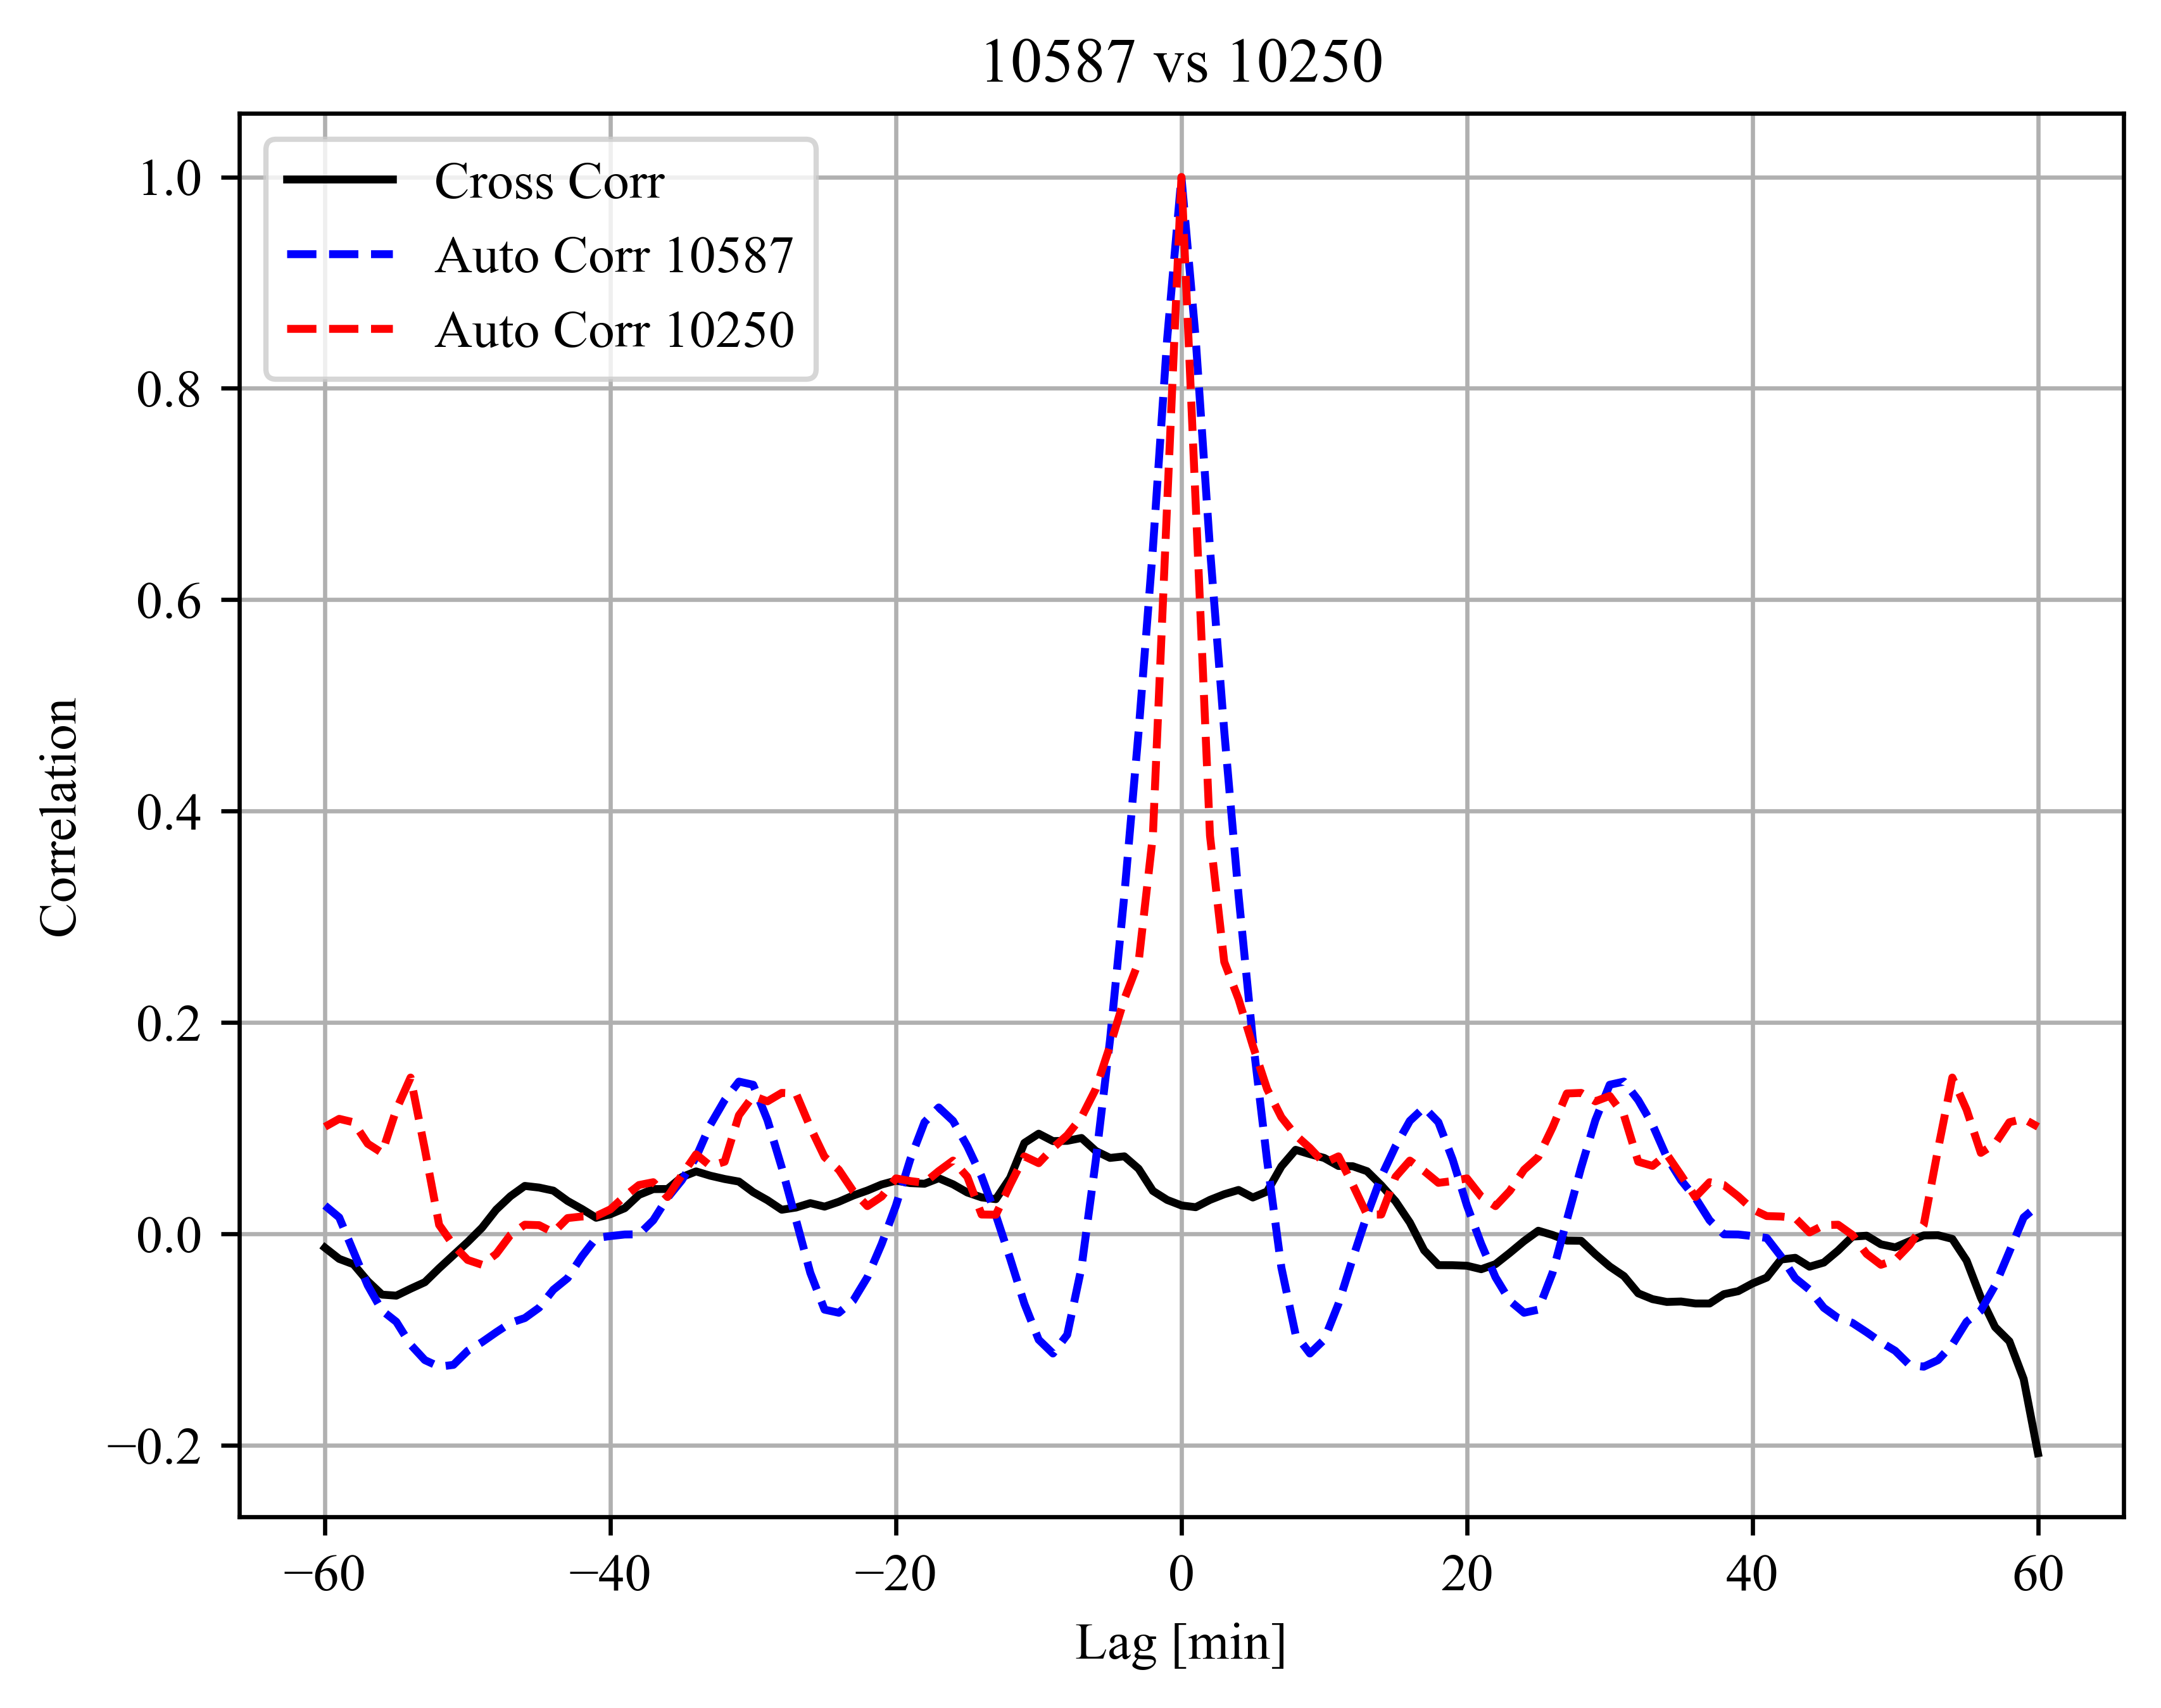 10587 vs 10250
Cross Corr
Auto Corr 10587
Auto Corr 10250
1.0
0.8
0.6
0.4
0.2
0.0
−0.2
Correlation
−60 −40 −20 0 20 40 60
Lag [min]